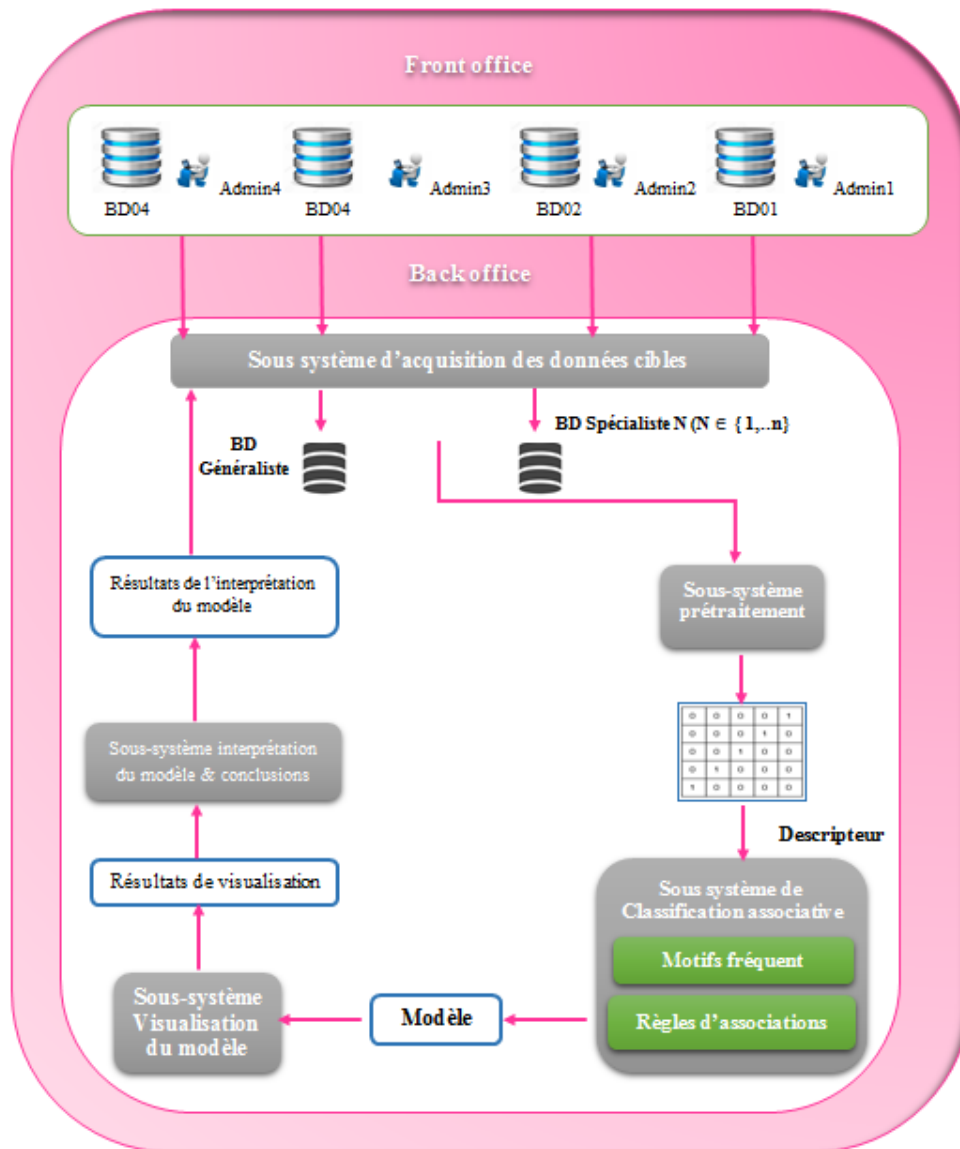 Front office
Admin4
Admin3
Admin2
Admin1
BD04
BD04
BD02
BD01
Back office
Sous système d'acquisition des données cibles
BD
Généraliste
BD Spécialiste N (N ∈ { 1,..n}
Résultats de l'interprétation
du modèle
Sous-système
prétraitement
0 0 0 0 1
0 0 0 1 0
0 0 1 0 0
0 1 0 0 0
1 0 0 0 0
Sous-système interprétation
du modèle & conclusions
Descripteur
Résultats de visualisation
Sous système de
Classification associative
Motifs fréquent
Règles d'associations
Modèle
Sous-système
Visualisation
du modèle